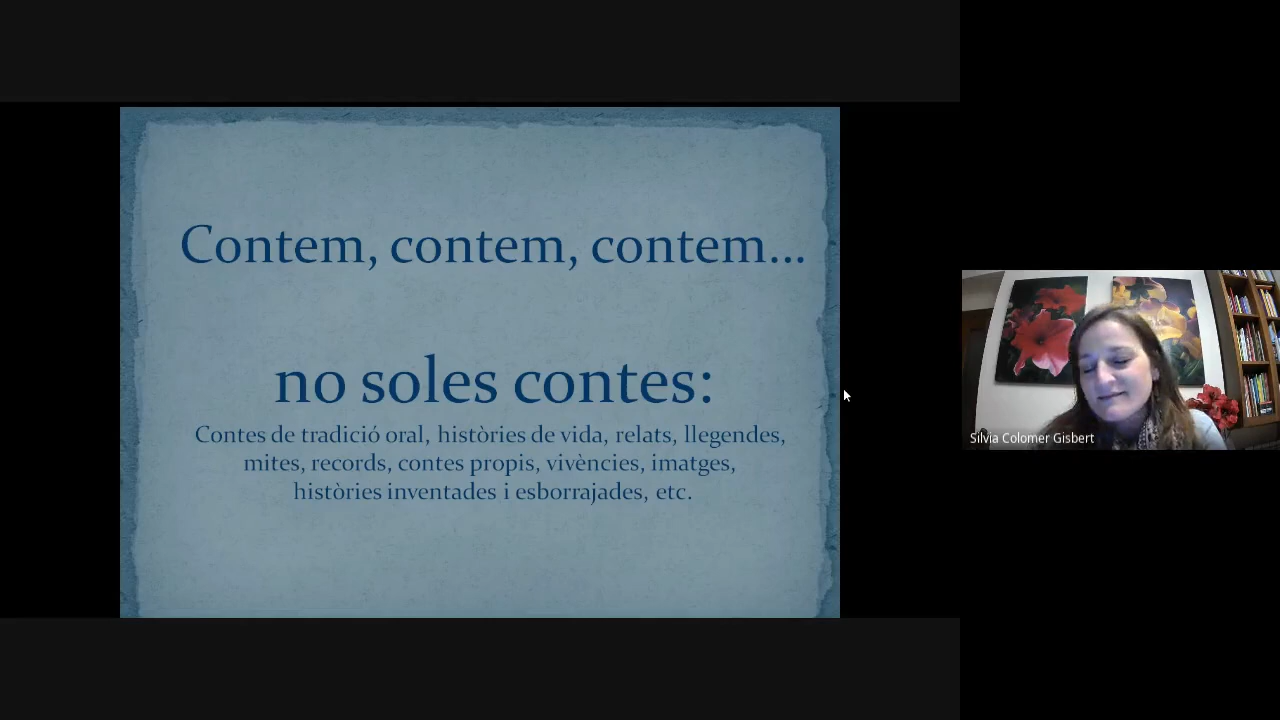 Contem, contem, contem...
no soles contes:
Contes de tradició oral, històries de vida, relats, llegendes,
mites, records, contes propis, vivències, imatges,
històries inventades i esborrajades, etc.
Silvia Colomer Gisbert